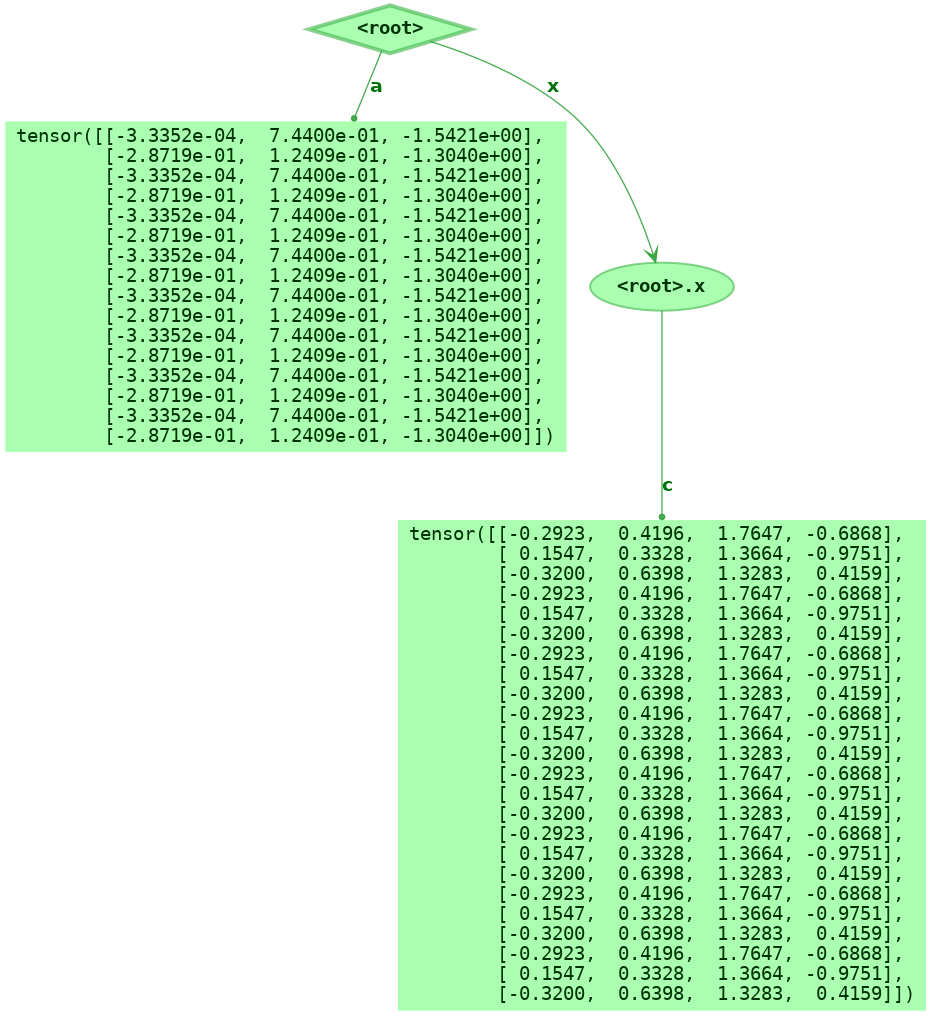 <root>
a
x
tensor([[-3.3352e-04,  7.4400e-01, -1.5421e+00],
        [-2.8719e-01,  1.2409e-01, -1.3040e+00],
        [-3.3352e-04,  7.4400e-01, -1.5421e+00],
        [-2.8719e-01,  1.2409e-01, -1.3040e+00],
        [-3.3352e-04,  7.4400e-01, -1.5421e+00],
        [-2.8719e-01,  1.2409e-01, -1.3040e+00],
        [-3.3352e-04,  7.4400e-01, -1.5421e+00],
        [-2.8719e-01,  1.2409e-01, -1.3040e+00],
        [-3.3352e-04,  7.4400e-01, -1.5421e+00],
        [-2.8719e-01,  1.2409e-01, -1.3040e+00],
        [-3.3352e-04,  7.4400e-01, -1.5421e+00],
        [-2.8719e-01,  1.2409e-01, -1.3040e+00],
        [-3.3352e-04,  7.4400e-01, -1.5421e+00],
        [-2.8719e-01,  1.2409e-01, -1.3040e+00],
        [-3.3352e-04,  7.4400e-01, -1.5421e+00],
        [-2.8719e-01,  1.2409e-01, -1.3040e+00]])
<root>.x
c
tensor([[-0.2923,  0.4196,  1.7647, -0.6868],
        [ 0.1547,  0.3328,  1.3664, -0.9751],
        [-0.3200,  0.6398,  1.3283,  0.4159],
        [-0.2923,  0.4196,  1.7647, -0.6868],
        [ 0.1547,  0.3328,  1.3664, -0.9751],
        [-0.3200,  0.6398,  1.3283,  0.4159],
        [-0.2923,  0.4196,  1.7647, -0.6868],
        [ 0.1547,  0.3328,  1.3664, -0.9751],
        [-0.3200,  0.6398,  1.3283,  0.4159],
        [-0.2923,  0.4196,  1.7647, -0.6868],
        [ 0.1547,  0.3328,  1.3664, -0.9751],
        [-0.3200,  0.6398,  1.3283,  0.4159],
        [-0.2923,  0.4196,  1.7647, -0.6868],
        [ 0.1547,  0.3328,  1.3664, -0.9751],
        [-0.3200,  0.6398,  1.3283,  0.4159],
        [-0.2923,  0.4196,  1.7647, -0.6868],
        [ 0.1547,  0.3328,  1.3664, -0.9751],
        [-0.3200,  0.6398,  1.3283,  0.4159],
        [-0.2923,  0.4196,  1.7647, -0.6868],
        [ 0.1547,  0.3328,  1.3664, -0.9751],
        [-0.3200,  0.6398,  1.3283,  0.4159],
        [-0.2923,  0.4196,  1.7647, -0.6868],
        [ 0.1547,  0.3328,  1.3664, -0.9751],
        [-0.3200,  0.6398,  1.3283,  0.4159]])